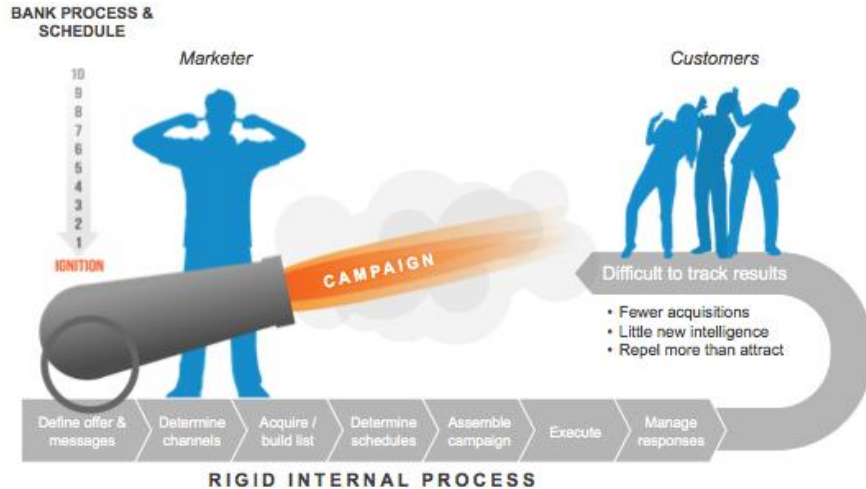 BANK PROCESS &
SCHEDULE
Marketer
Customers
10
9
8
7
6
5
4
3
2
1
IGNITION
CAMPAIGN
Difficult to track results
• Fewer acquisitions
• Little new intelligence
• Repel more than attract
Define offer &
messages
Determine
channels
Acquire /
build list
Determine
schedules
Assemble
campaign
Execute
Manage
responses
RIGID INTERNAL PROCESS